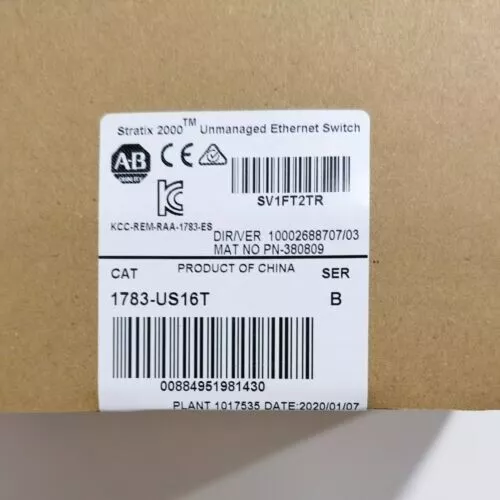 Stratix 2000™ Unmanaged Ethernet Switch
AB
SV1FT2TR
KCC-REM-RAA-1783-ES
DIR/VER 10002688707/03
MAT NO PN-380809
PRODUCT OF CHINA
CAT
SER
1783-US16T
B
00884951981430
PLANT 1017535 DATE:2020/01/07